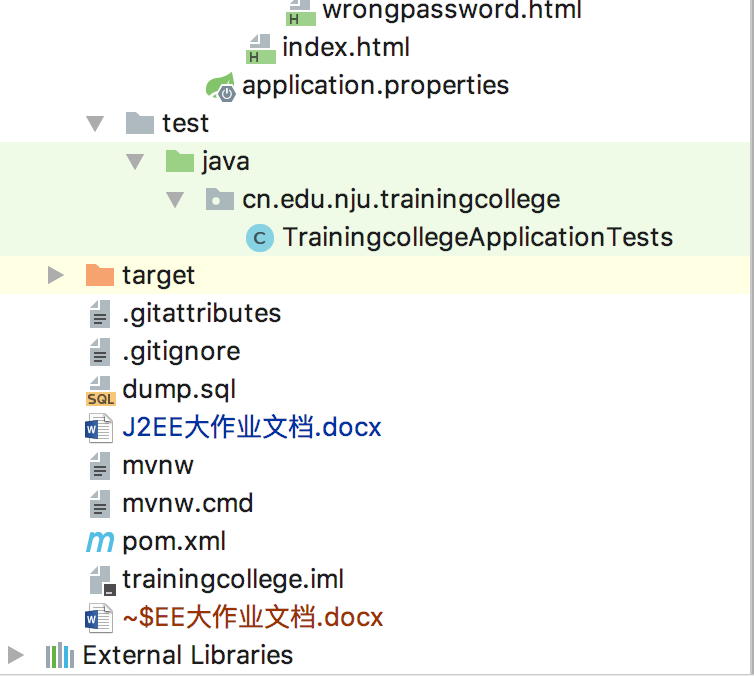 wrongpassword.html
index.html
application.properties
test
java
cn.edu.nju.trainingcollege
TrainingcollegeApplicationTests
target
.gitattributes
.gitignore
dump.sql
J2EE大作业文档.docx
mvnw
mvnw.cmd
pom.xml
trainingcollege.iml
~$EE大作业文档.docx
External Libraries